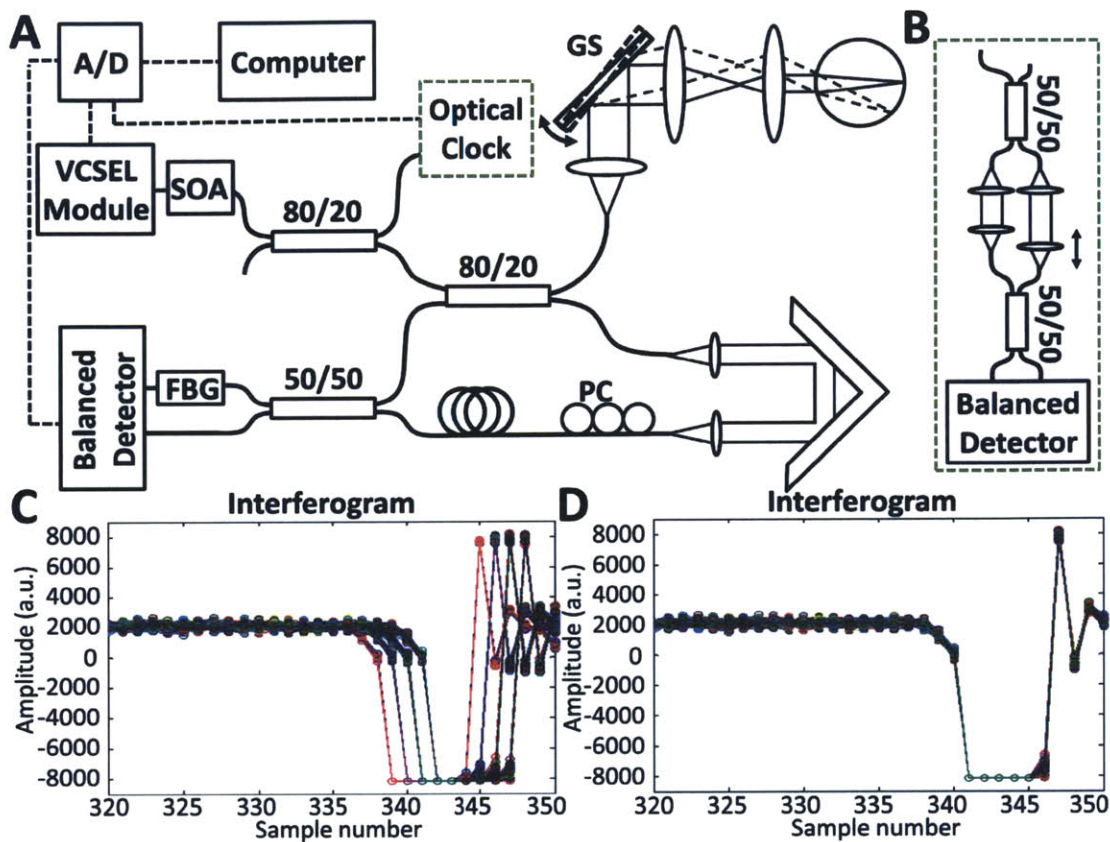 A
A/D
Computer
GS
B
Optical
Clock
VCSEL
Module
SOA
80/20
80/20
50/50
50/50
Balanced
Detector
Balanced
Detector
FBG
50/50
PC
C
Interferogram
D
Interferogram
Amplitude (a.u.)
8000
6000
4000
2000
0
-2000
-4000
-6000
-8000
320 325 330 335 340 345 350
Sample number
Amplitude (a.u.)
8000
6000
4000
2000
0
-2000
-4000
-6000
-8000
320 325 330 335 340 345 350
Sample number